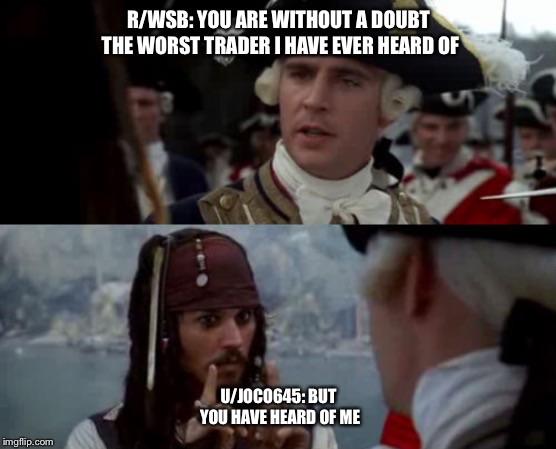 R/WSB: YOU ARE WITHOUT A DOUBT
THE WORST TRADER I HAVE EVER HEARD OF
U/JOCO645: BUT
YOU HAVE HEARD OF ME
imgflip.com